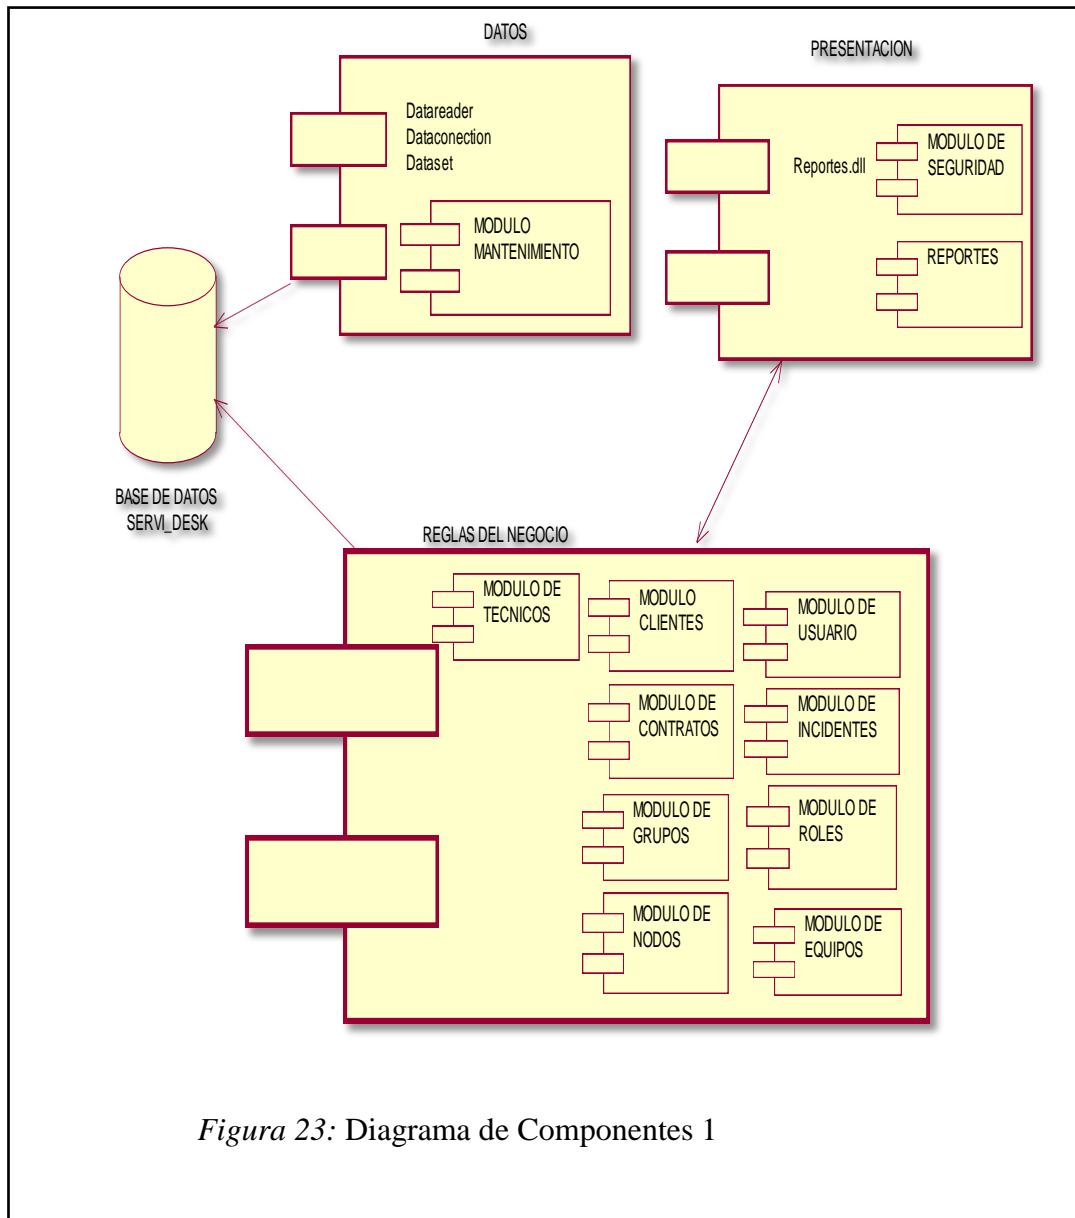 DATOS
Datareader
Dataconection
Dataset
MODULO
MANTENIMIENTO
PRESENTACION
Reportes.dll
MODULO DE
SEGURIDAD
REPORTES
BASE DE DATOS
SERVI_DESK
REGLAS DEL NEGOCIO
MODULO DE
TECNICOS
MODULO
CLIENTES
MODULO DE
USUARIO
MODULO DE
CONTRATOS
MODULO DE
INCIDENTES
MODULO DE
GRUPOS
MODULO DE
ROLES
MODULO DE
NODOS
MODULO DE
EQUIPOS
Figura 23: Diagrama de Componentes 1